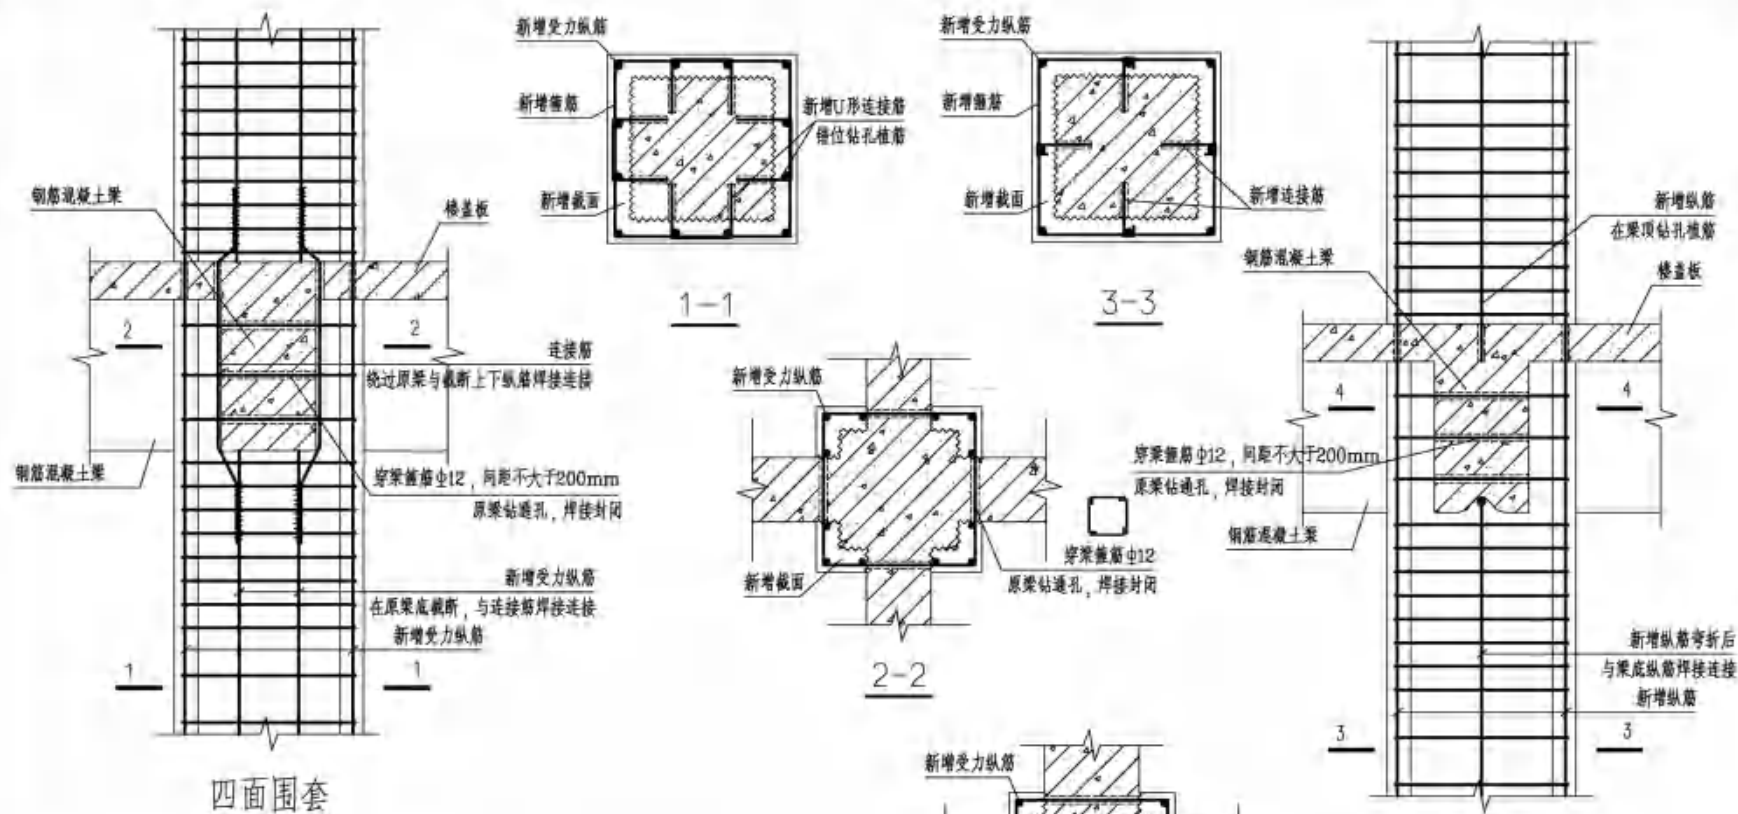 钢筋混凝土梁
楼盖板
2
2
连接筋
绕过原梁与截断上下纵筋焊接连接
钢筋混凝土梁
穿梁箍筋Φ12，间距不大于200mm
原梁钻通孔，焊接封闭
新增受力纵筋
在原梁底截断，与连接筋焊接连接
新增受力纵筋
1
1
四面围套
新增受力纵筋
新增箍筋
新增U形连接筋
错位钻孔植筋
新增截面
1-1
新增受力纵筋
新增箍筋
新增截面
新增连接筋
3-3
新增受力纵筋
新增截面
穿梁箍筋Φ12
原梁钻通孔，焊接封闭
2-2
新增受力纵筋
新增纵筋
在梁顶钻孔植筋
钢筋混凝土梁
楼盖板
4
4
穿梁箍筋Φ12，间距不大于200mm
原梁钻通孔，焊接封闭
钢筋混凝土梁
新增纵筋弯折后
与梁底纵筋焊接连接
新增纵筋
3
3